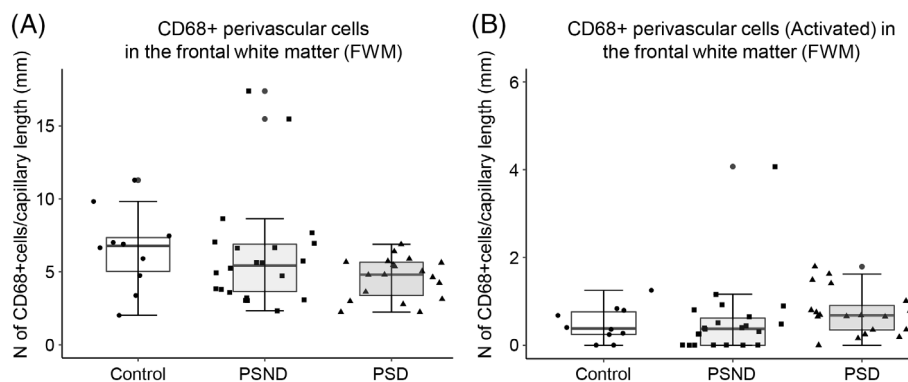 (A)
CD68+ perivascular cells
in the frontal white matter (FWM)
N of CD68+cells/capillary length (mm)
15
10
5
0
Control PSND PSD
(B)
CD68+ perivascular cells (Activated) in
the frontal white matter (FWM)
N of CD68+cells/capillary length (mm)
6
4
2
0
Control PSND PSD